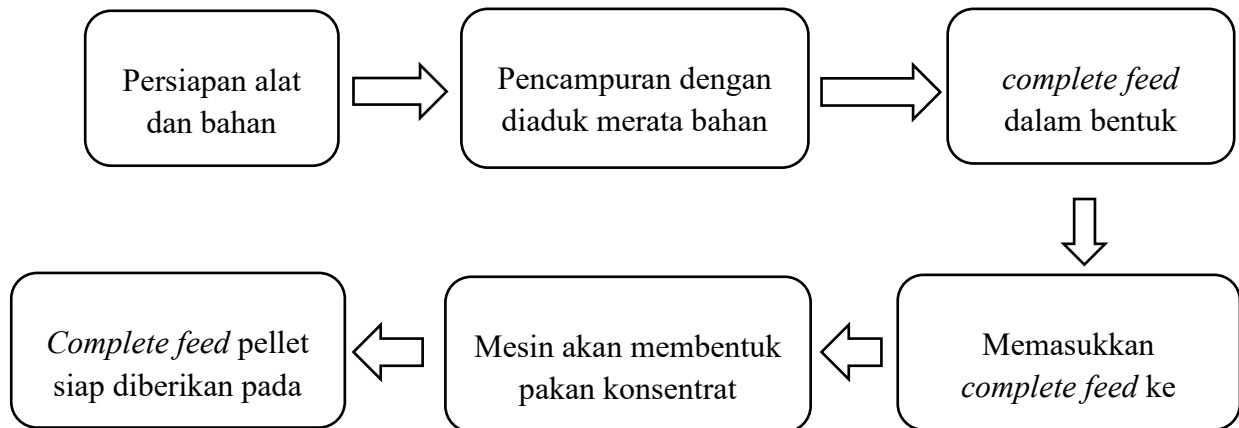 Persiapan alat
dan bahan
Pencampuran dengan
diaduk merata bahan
complete feed
dalam bentuk
Memasukkan
complete feed ke
Mesin akan membentuk
pakan konsentrat
Complete feed pellet
siap diberikan pada